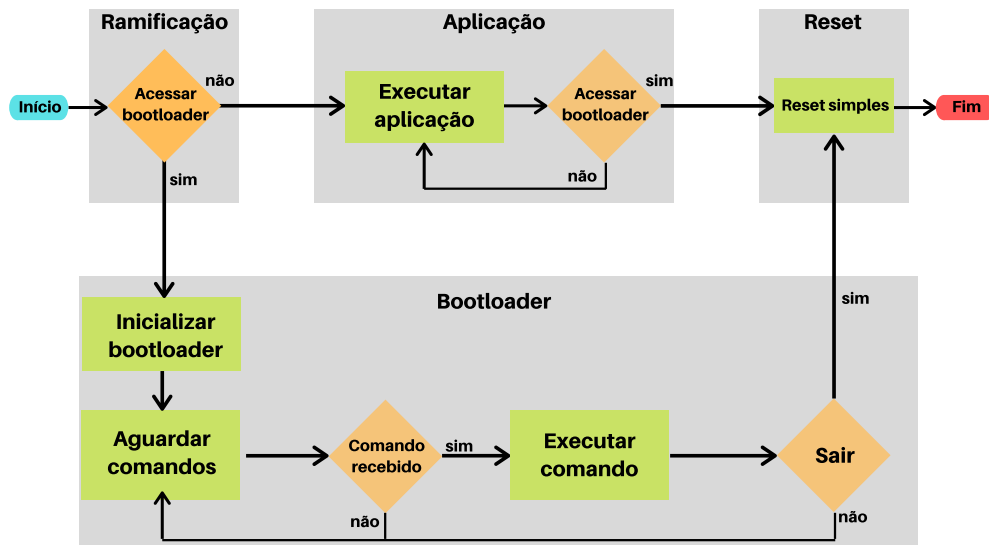 Ramificação
Aplicação
Reset
Início
Acessar
bootloader
não
sim
Executar
aplicação
Acessar
bootloader
sim
não
Reset simples
Fim
Bootloader
Inicializar
bootloader
Aguardar
comandos
Comando
recebido
sim
não
Executar
comando
Sair
sim
não